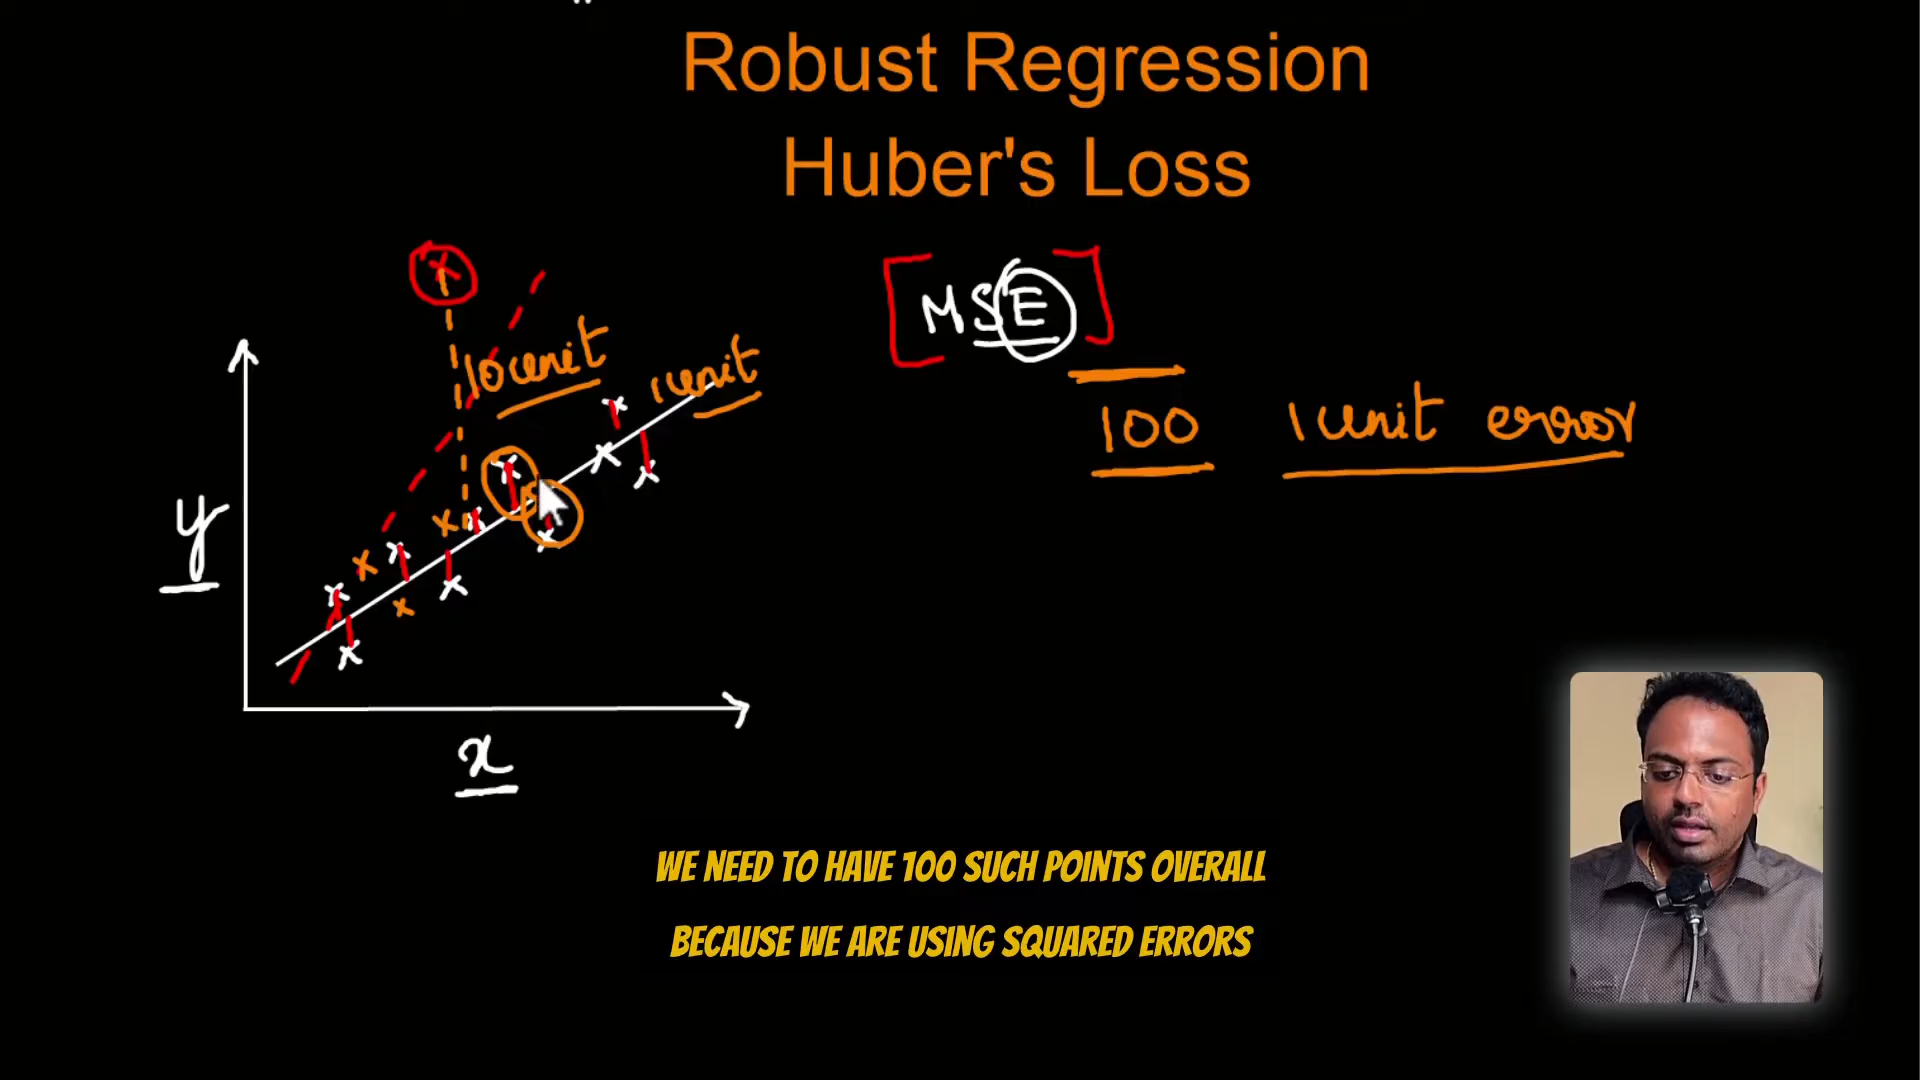 Robust Regression
Huber's Loss
[MSE]
10 unit
1 unit
100 1 unit error
y
x
WE NEED TO HAVE 100 SUCH POINTS OVERALL
BECAUSE WE ARE USING SQUARED ERRORS